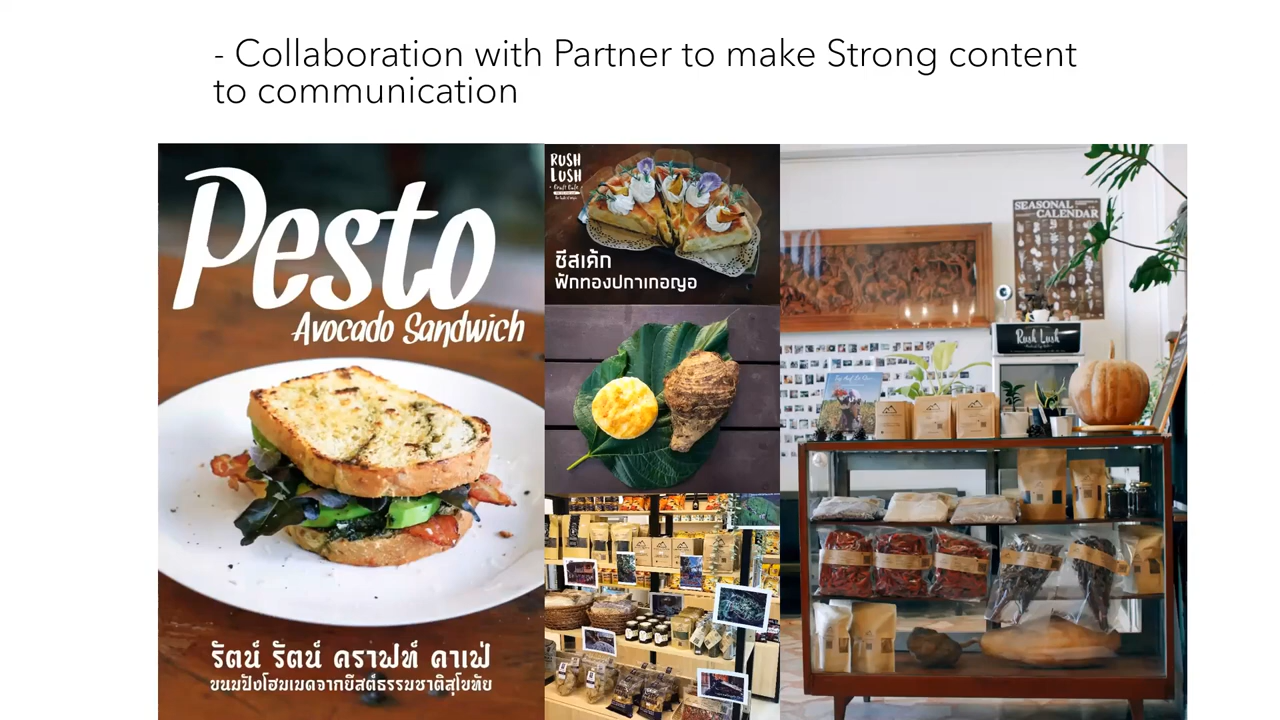 - Collaboration with Partner to make Strong content
to communication
Pesto
Avocado Sandwich
รัตน์ รัตน์ คราฟท์ คาเฟ่
ขนมปังโฮมเมดจากยีสต์ธรรมชาติสุโขทัย
RUSH
LUSH
Craft Cafe
ชีสเค้ก
ฟักทองปกาเกอญอ
SEASONAL
CALENDAR
Rush Lush